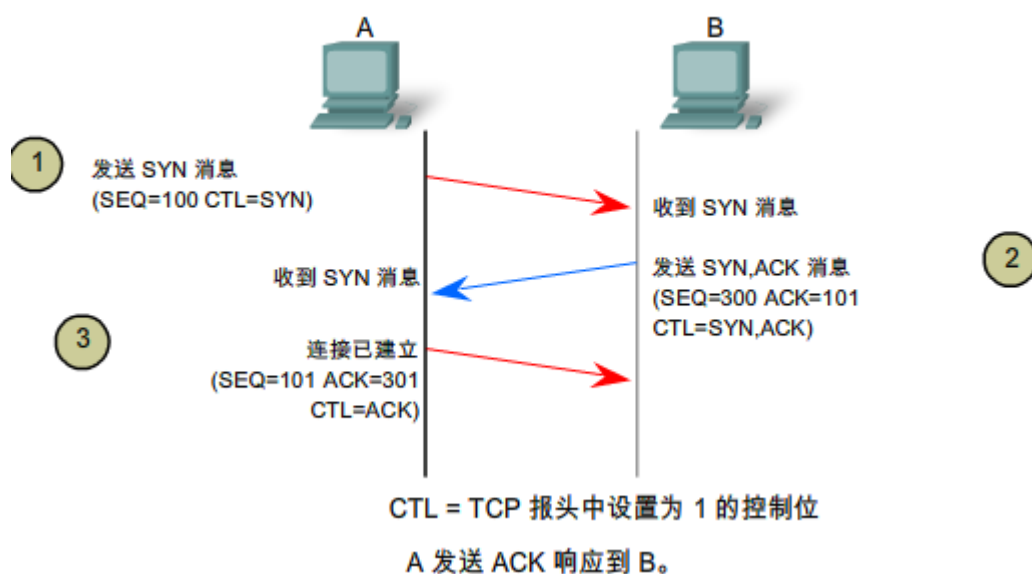 A
B
1
发送 SYN 消息
(SEQ=100 CTL=SYN)
收到 SYN 消息
2
发送 SYN,ACK 消息
(SEQ=300 ACK=101
CTL=SYN,ACK)
收到 SYN 消息
3
连接已建立
(SEQ=101 ACK=301
CTL=ACK)
CTL = TCP 报头中设置为 1 的控制位
A 发送 ACK 响应到 B。